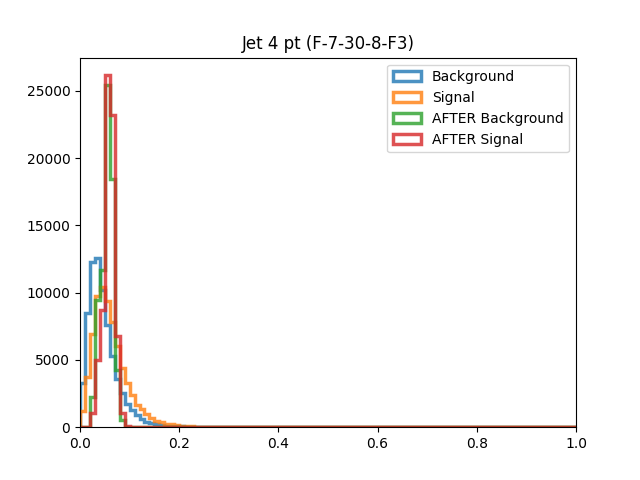 Jet 4 pt (F-7-30-8-F3)
Background
Signal
AFTER Background
AFTER Signal
25000
20000
15000
10000
5000
0
0.0 0.2 0.4 0.6 0.8 1.0